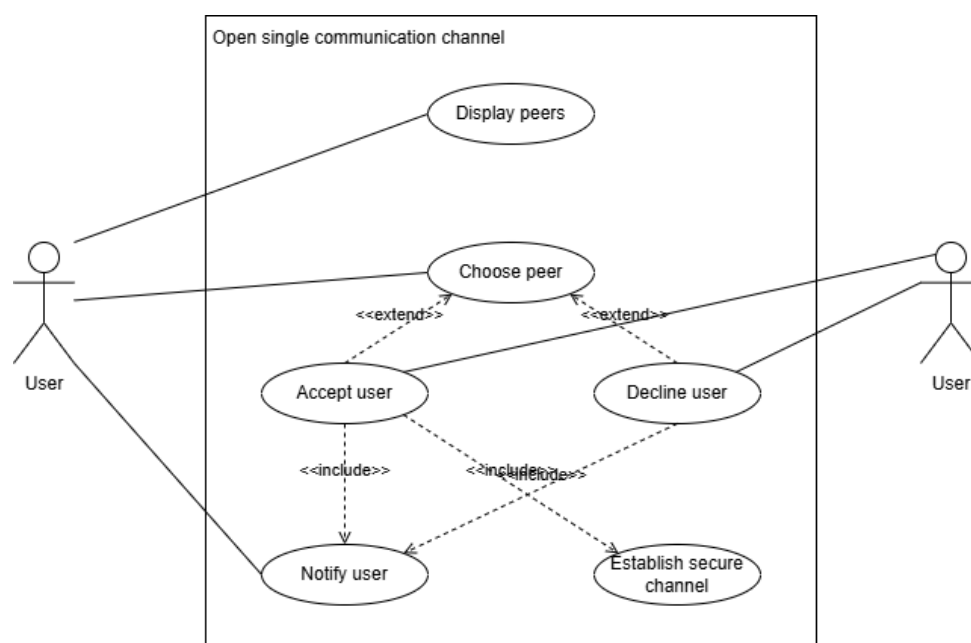 Open single communication channel
Display peers
Choose peer
<<extend>>
<<extend>>
User
Accept user
Decline user
User
<<include>>
<<include>>
<<include>>
Notify user
Establish secure
channel